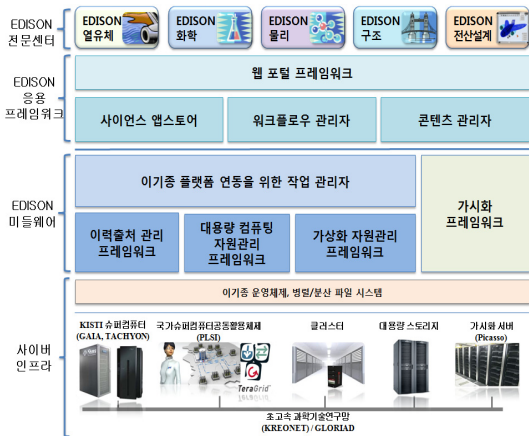 EDISON
전문센터
EDISON
열유체
EDISON
화학
EDISON
물리
EDISON
구조
EDISON
전산설계
EDISON
응용
프레임워크
웹 포털 프레임워크
사이언스 앱스토어
워크플로우 관리자
콘텐츠 관리자
EDISON
미들웨어
이기종 플랫폼 연동을 위한 작업 관리자
이력출처 관리
프레임워크
대용량 컴퓨팅
자원관리
프레임워크
가상화 자원관리
프레임워크
가시화
프레임워크
사이버
인프라
이기종 운영체제, 병렬/분산 파일 시스템
KISTI 슈퍼컴퓨터
(GAIA, TACHYON)
국가슈퍼컴퓨터공동활용체제
(PLSI)
TeraGrid
클러스터
대용량 스토리지
가시화 서버
(Picasso)
초고속 과학기술연구망
(KREONET) / GLORIAD